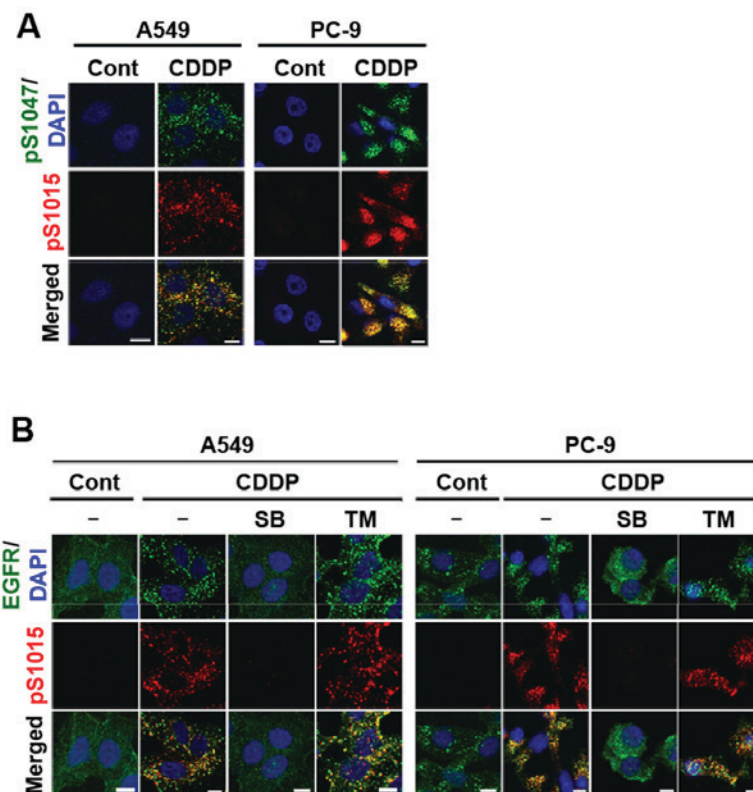 A
A549 PC-9
Cont CDDP Cont CDDP
pS1047/
DAPI
pS1015
Merged
B
A549 PC-9
Cont CDDP Cont CDDP
– – SB TM – – SB TM
EGFR/
DAPI
pS1015
Merged